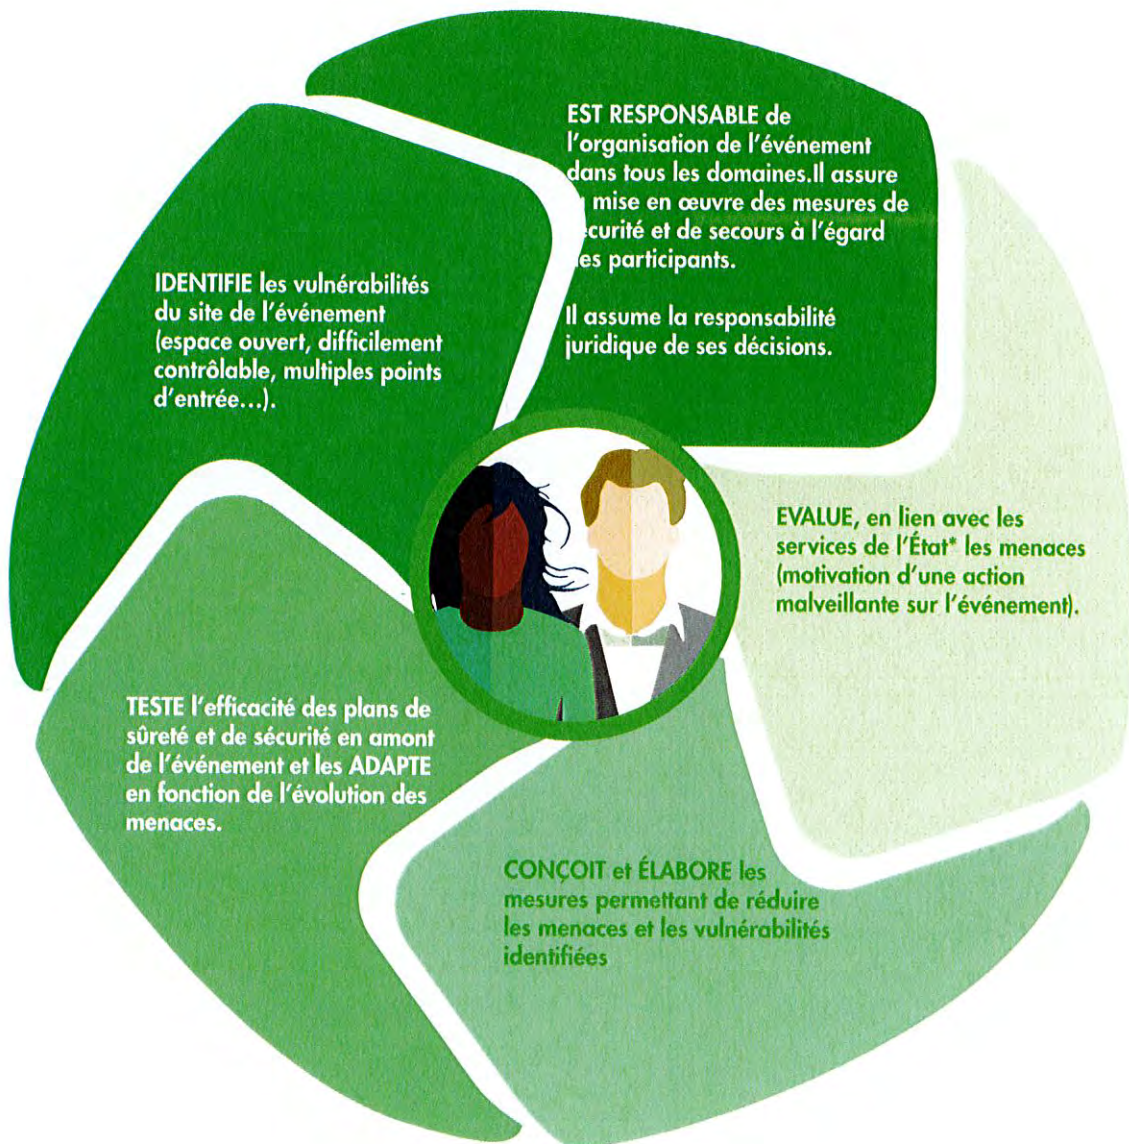 EST RESPONSABLE de
l'organisation de l'événement
dans tous les domaines.Il assure
mise en œuvre des mesures de
écurité et de secours à l'égard
es participants.
Il assume la responsabilité
juridique de ses décisions.
EVALUE, en lien avec les
services de l'État* les menaces
(motivation d'une action
malveillante sur l'événement).
CONÇOIT et ÉLABORE les
mesures permettant de réduire
les menaces et les vulnérabilités
identifiées
TESTE l'efficacité des plans de
sûreté et de sécurité en amont
de l'événement et les ADAPTE
en fonction de l'évolution des
menaces.
IDENTIFIE les vulnérabilités
du site de l'événement
(espace ouvert, difficilement
contrôlable, multiples points
d'entrée...).